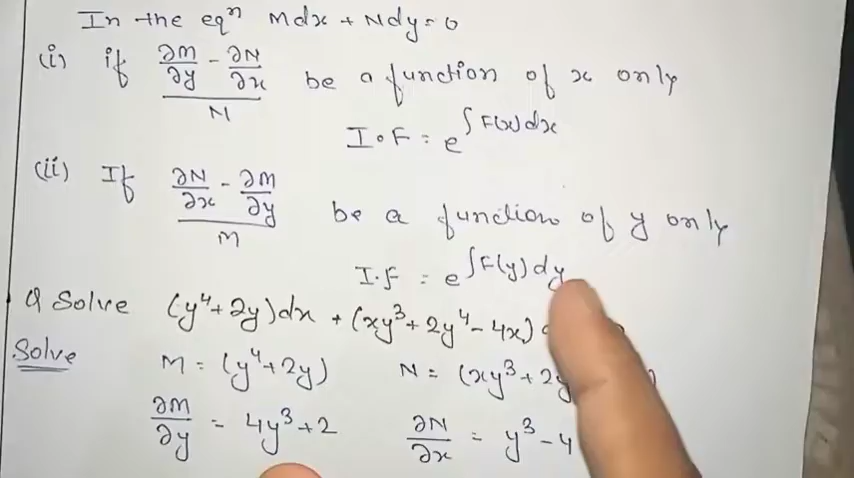 In the eqⁿ Mdx + Ndy = 0
(i) if (∂M/∂y - ∂N/∂x)/N be a function of x only
I.F = e^∫F(x)dx
(ii) If (∂N/∂x - ∂M/∂y)/M be a function of y only
I.F = e^∫F(y)dy
Q Solve (y⁴+2y)dx + (xy³+2y⁴-4x)
Solve M = (y⁴+2y) N = (xy³+2y
∂M/∂y = 4y³+2 ∂N/∂x = y³-4